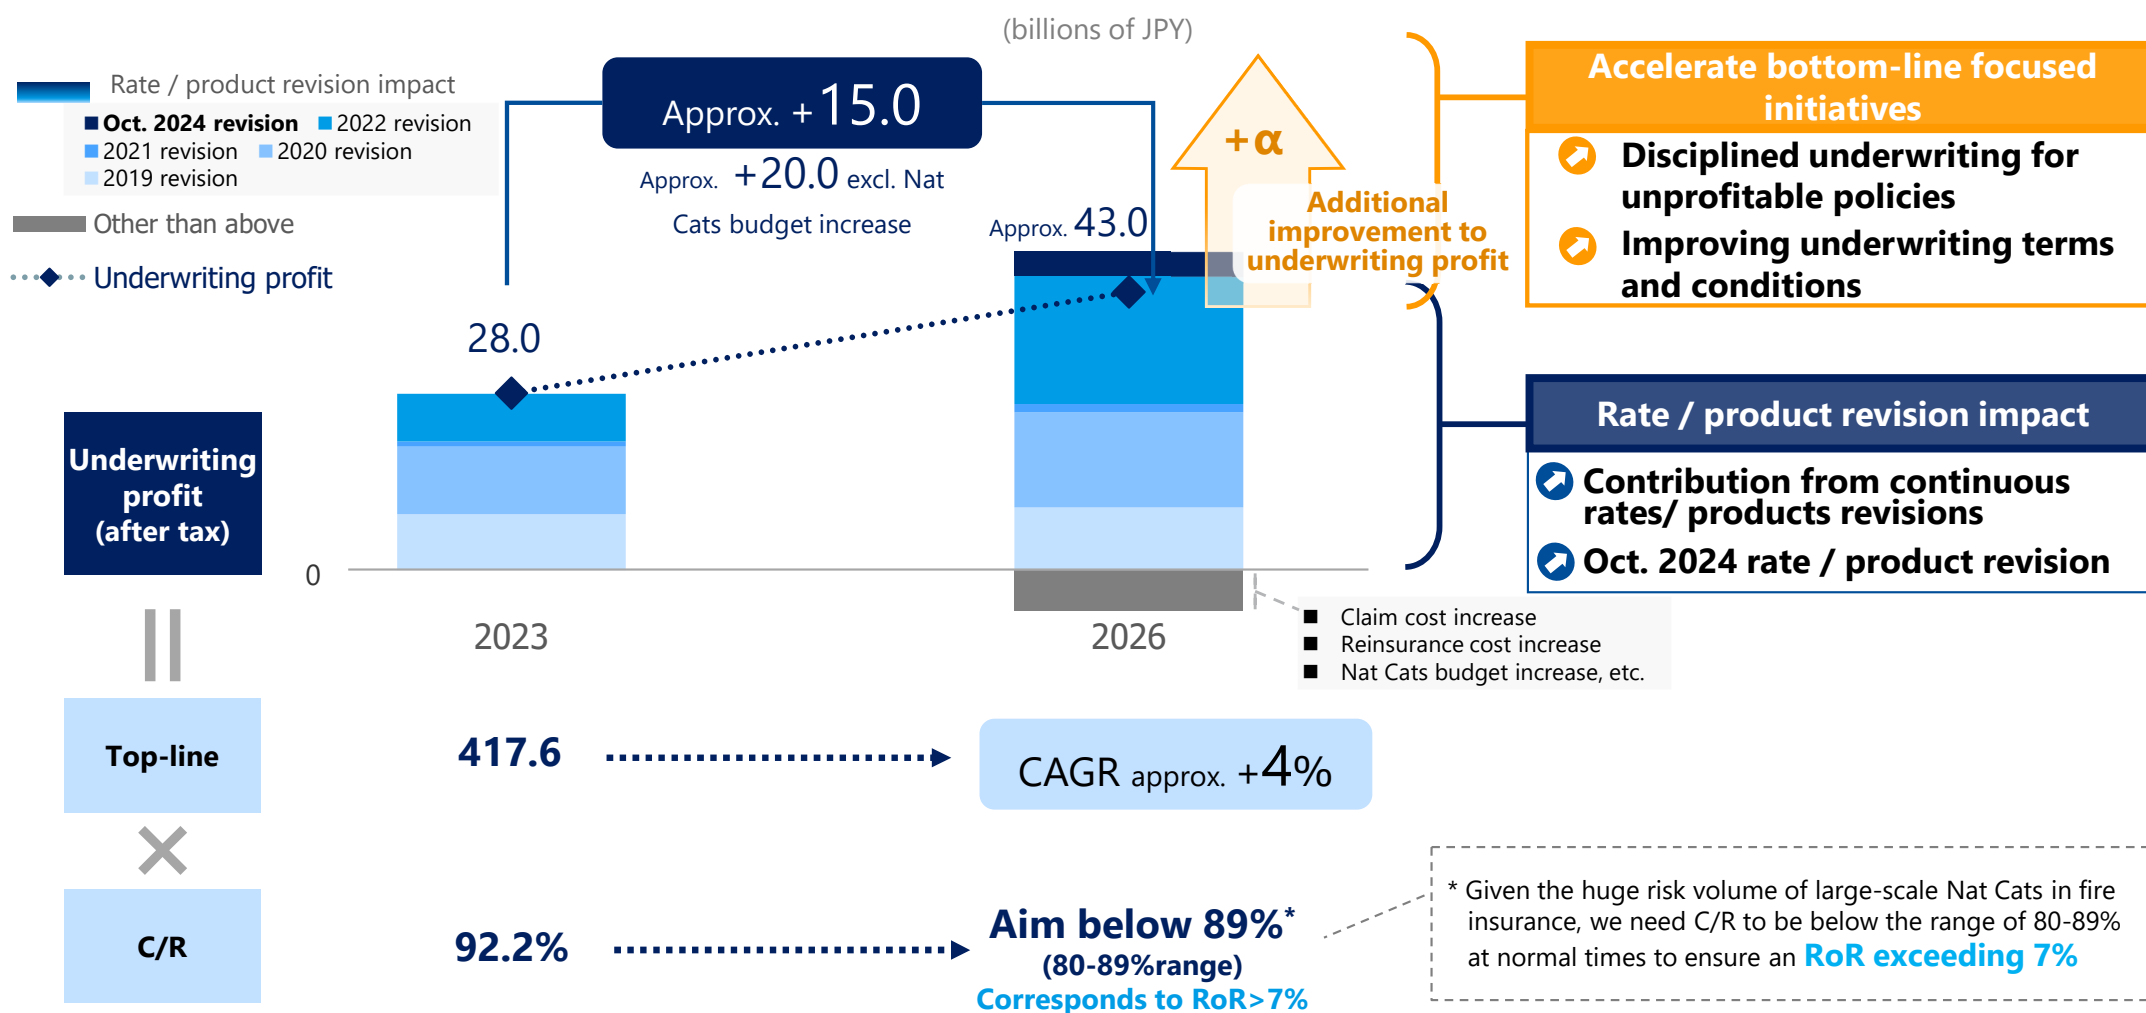 (billions of JPY)
Rate / product revision impact
Oct. 2024 revision 2022 revision
2021 revision 2020 revision
2019 revision
Other than above
Underwriting profit
Approx. +15.0
Approx. +20.0 excl. Nat
Cats budget increase
28.0
Approx. 43.0
+α
Additional
improvement to
underwriting profit
Accelerate bottom-line focused
initiatives
Disciplined underwriting for
unprofitable policies
Improving underwriting terms
and conditions
Rate / product revision impact
Contribution from continuous
rates/ products revisions
Oct. 2024 rate / product revision
Underwriting
profit
(after tax)
0
2023
2026
Claim cost increase
Reinsurance cost increase
Nat Cats budget increase, etc.
Top-line
417.6
CAGR approx. +4%
C/R
92.2%
Aim below 89%*
(80-89%range)
Corresponds to RoR>7%
* Given the huge risk volume of large-scale Nat Cats in fire
insurance, we need C/R to be below the range of 80-89%
at normal times to ensure an RoR exceeding 7%